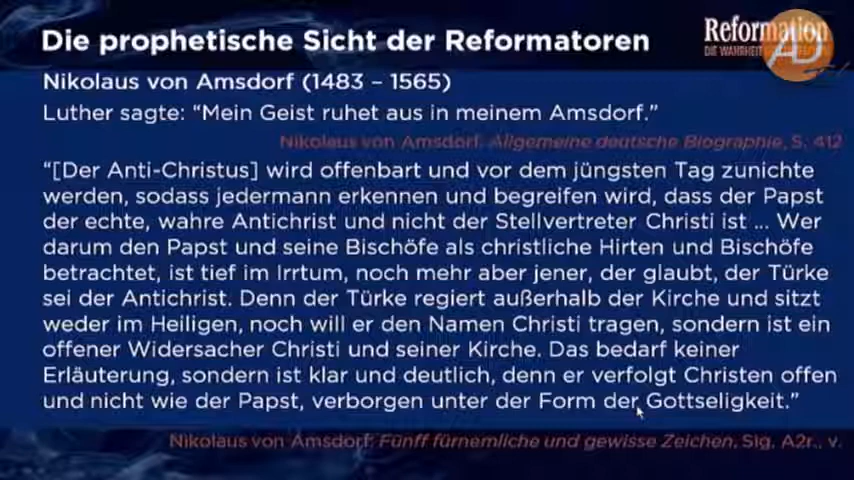 Die prophetische Sicht der Reformatoren
Reformation
DIE WAHRHEIT
Nikolaus von Amsdorf (1483 – 1565)
Luther sagte: “Mein Geist ruhet aus in meinem Amsdorf.”
Nikolaus von Amsdorf: Allgemeine deutsche Biographie, S. 412
“[Der Anti-Christus] wird offenbart und vor dem jüngsten Tag zunichte
werden, sodass jedermann erkennen und begreifen wird, dass der Papst
der echte, wahre Antichrist und nicht der Stellvertreter Christi ist ... Wer
darum den Papst und seine Bischöfe als christliche Hirten und Bischöfe
betrachtet, ist tief im Irrtum, noch mehr aber jener, der glaubt, der Türke
sei der Antichrist. Denn der Türke regiert außerhalb der Kirche und sitzt
weder im Heiligen, noch will er den Namen Christi tragen, sondern ist ein
offener Widersacher Christi und seiner Kirche. Das bedarf keiner
Erläuterung, sondern ist klar und deutlich, denn er verfolgt Christen offen
und nicht wie der Papst, verborgen unter der Form der Gottseligkeit.”
Nikolaus von Amsdorf: Fünff fürnemliche und gewisse Zeichen, Sig. A2r., v.